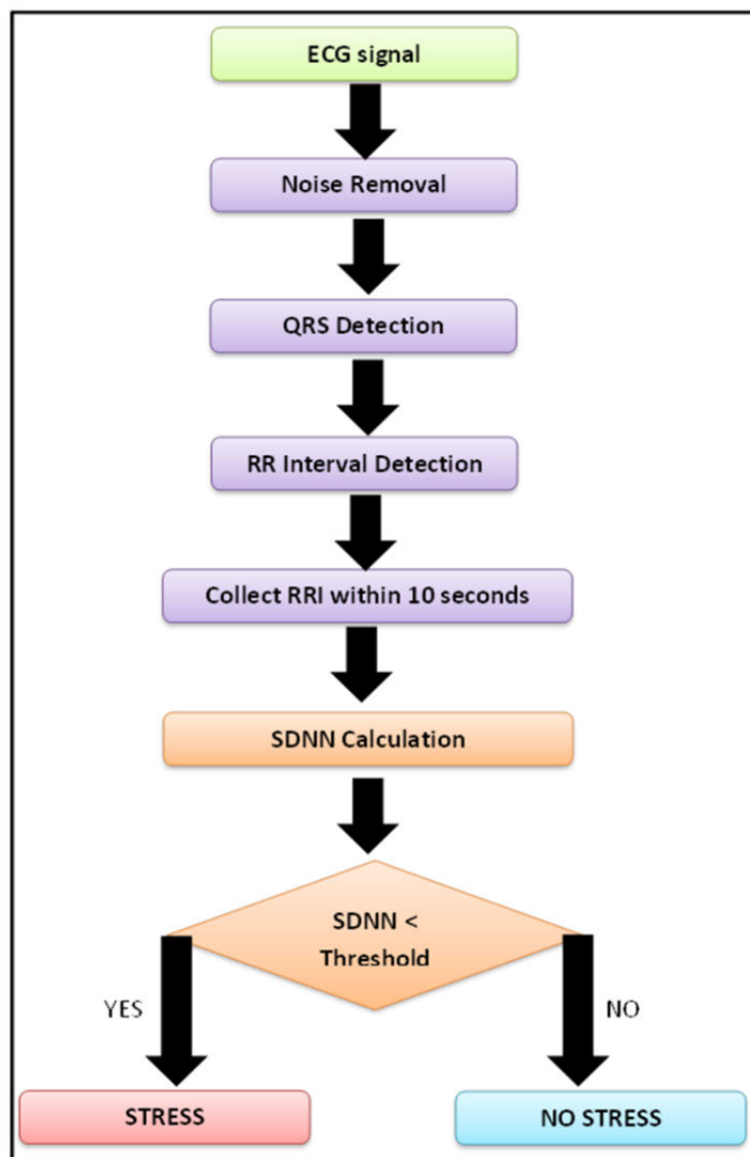 ECG signal
Noise Removal
QRS Detection
RR Interval Detection
Collect RRI within 10 seconds
SDNN Calculation
SDNN <
Threshold
YES
NO
STRESS
NO STRESS